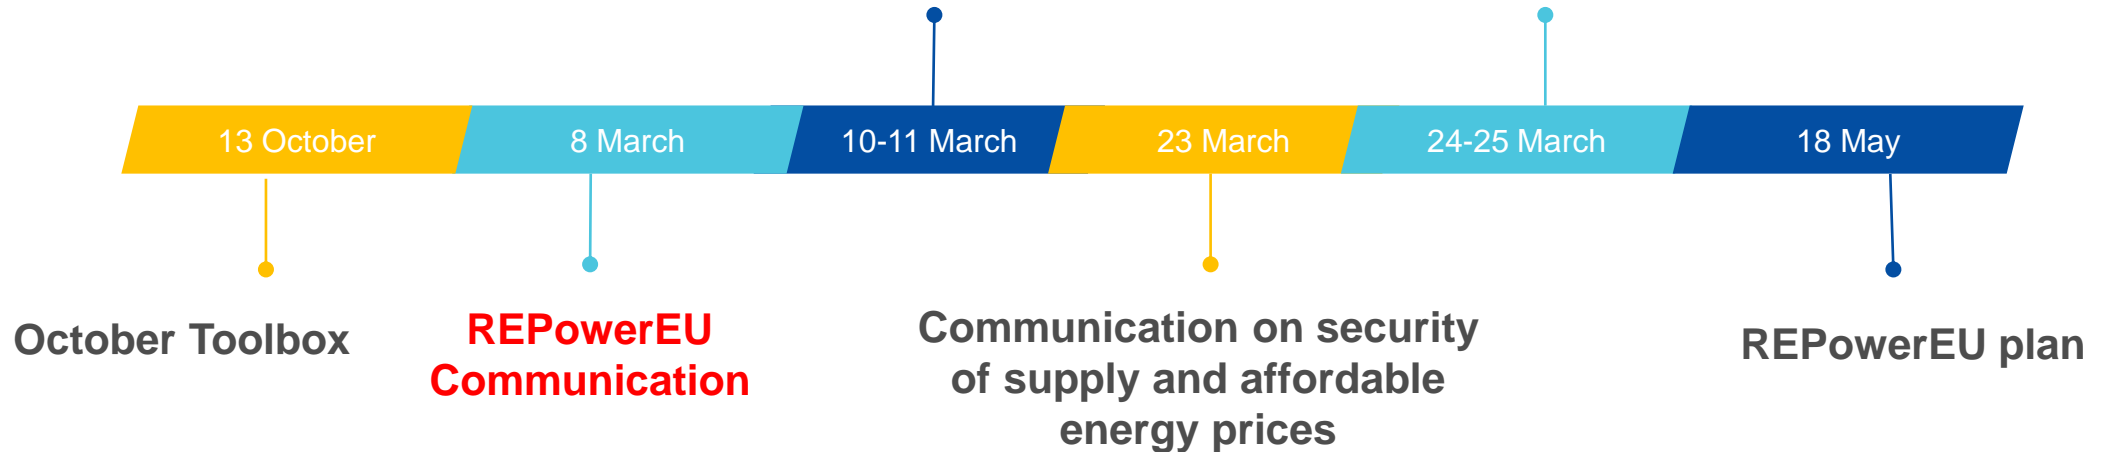 13 October
8 March
10-11 March
23 March
24-25 March
18 May
October Toolbox
REPowerEU
Communication
Communication on security
of supply and affordable
energy prices
REPowerEU plan